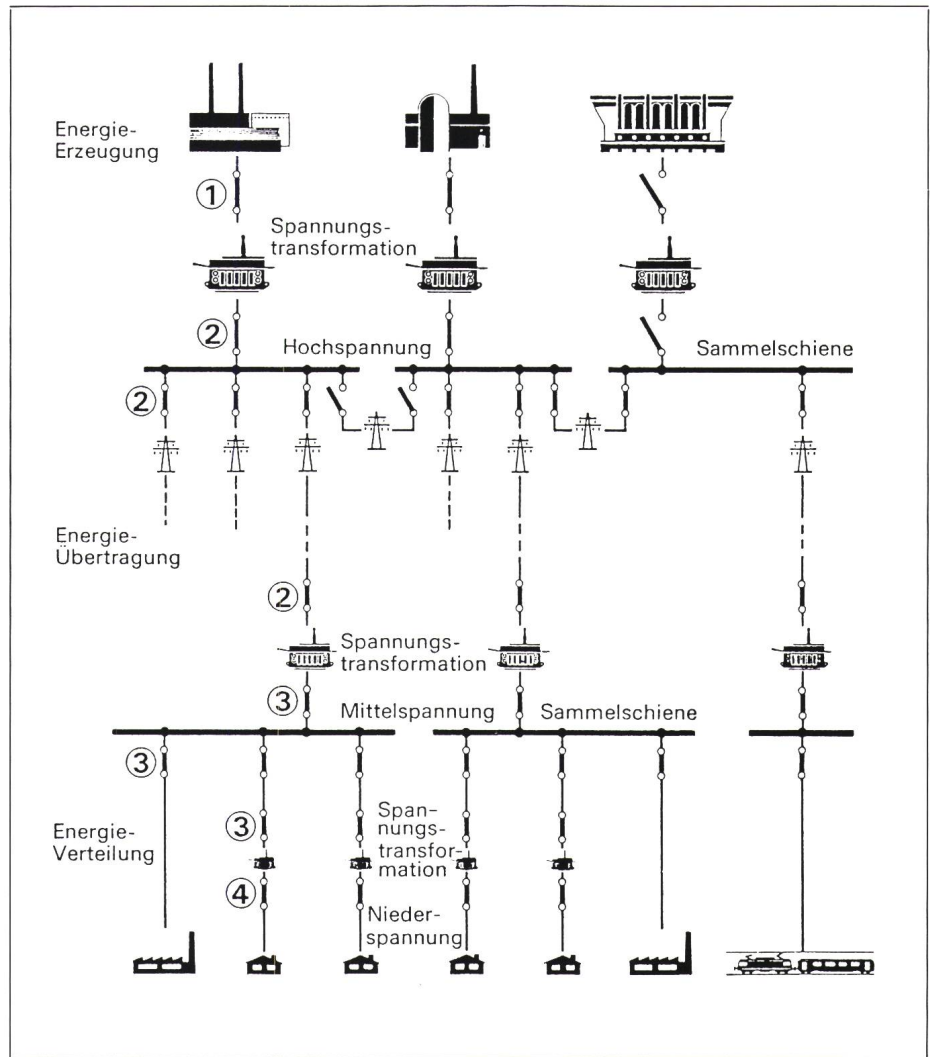 Energie-
Erzeugung
①
Spannungs-
transformation
②
Hochspannung
Sammelschiene
②
Energie-
Übertragung
②
Spannungs-
transformation
③
Mittelspannung
Sammelschiene
③
Energie-
Verteilung
③
Span-
nungs-
transfor-
mation
④
Nieder-
spannung